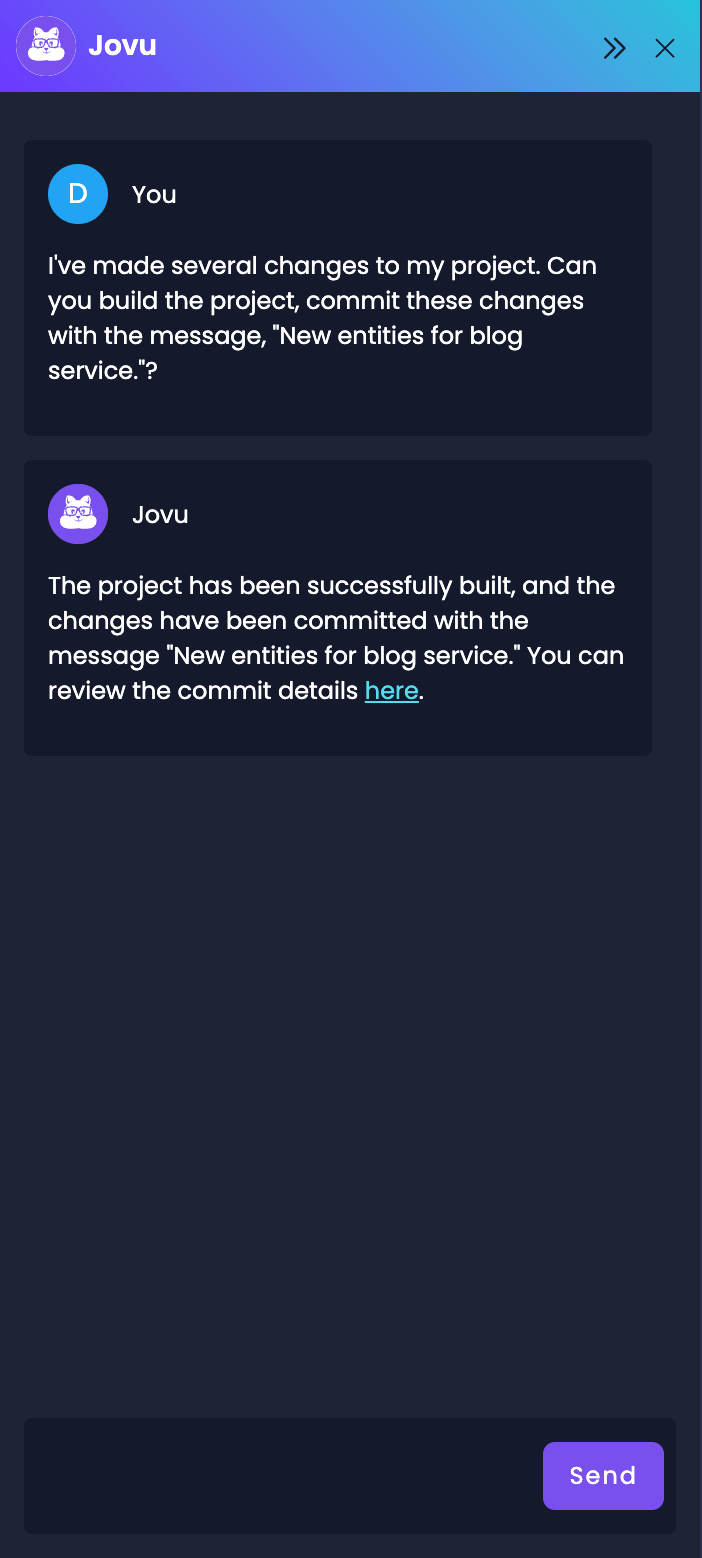 Jovu
D
You
I've made several changes to my project. Can
you build the project, commit these changes
with the message, "New entities for blog
service."?
Jovu
The project has been successfully built, and the
changes have been committed with the
message "New entities for blog service." You can
review the commit details here.
Send